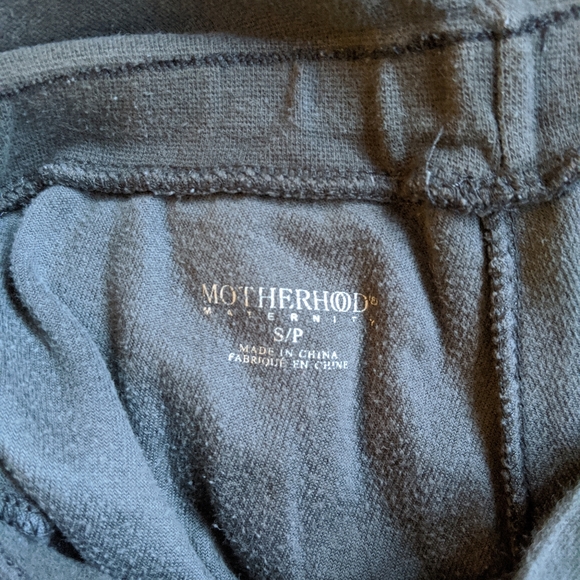 MOTHERHOOD®
MATERNITY
S/P
MADE IN CHINA
FABRIQUÉ EN CHINE